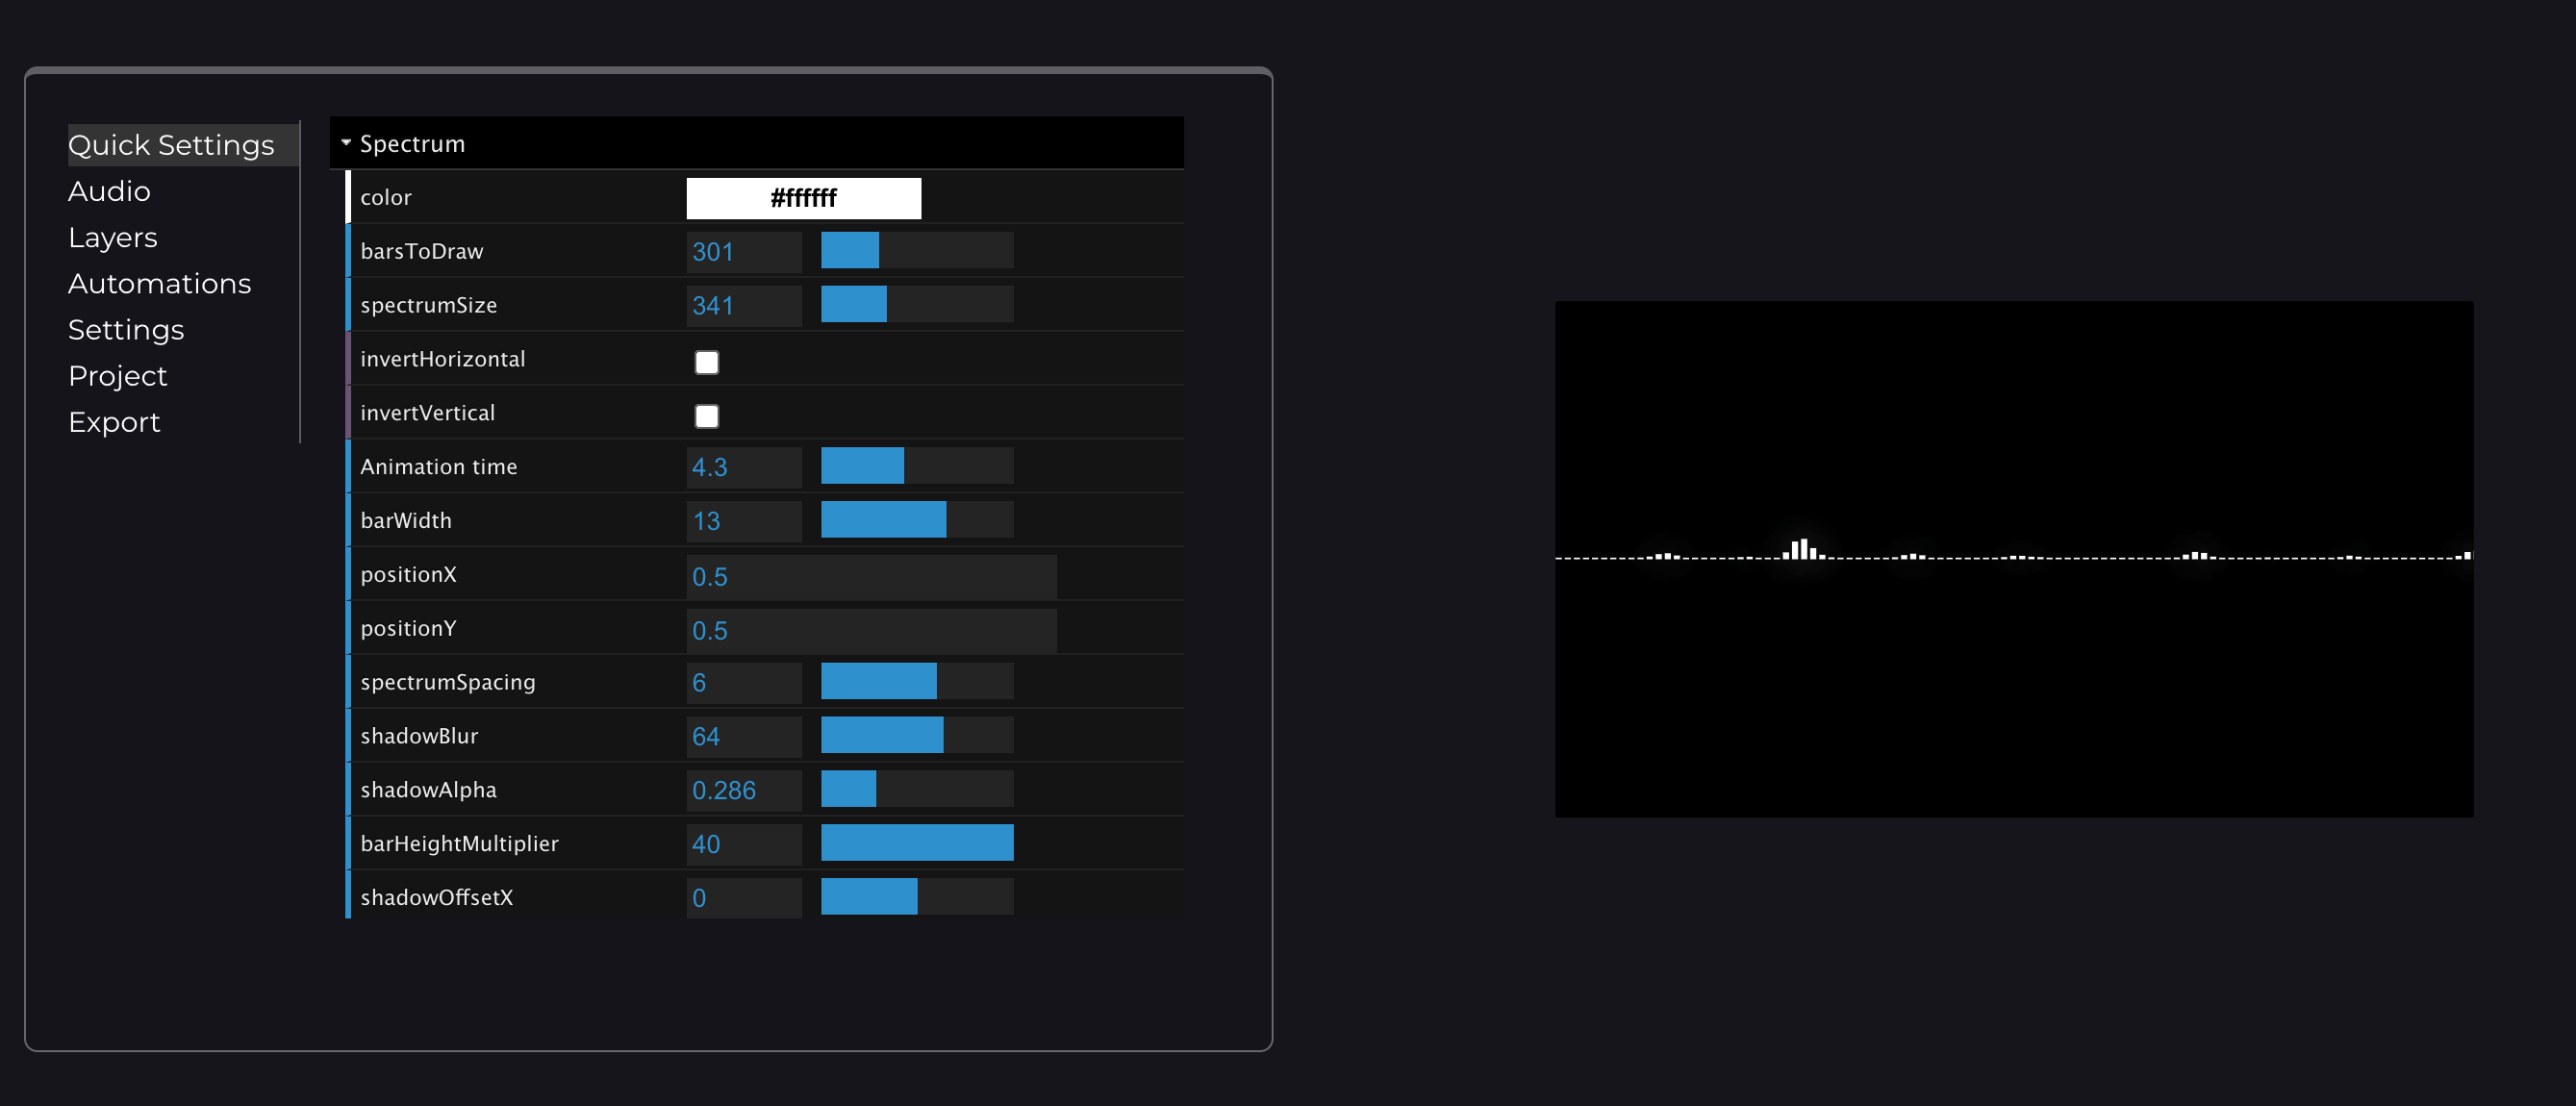 Quick Settings
Audio
Layers
Automations
Settings
Project
Export
Spectrum
color #ffffff
barsToDraw 301
spectrumSize 341
invertHorizontal
invertVertical
Animation time 4.3
barWidth 13
positionX 0.5
positionY 0.5
spectrumSpacing 6
shadowBlur 64
shadowAlpha 0.286
barHeightMultiplier 40
shadowOffsetX 0